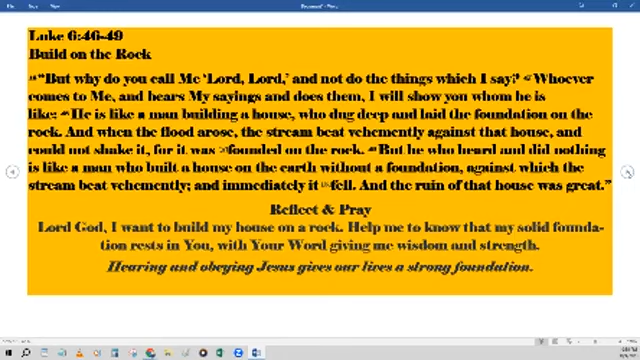 Luke 6:46-49
Build on the Rock
“But why do you call Me ‘Lord, Lord,’ and not do the things which I say? Whoever
comes to Me, and hears My sayings and does them, I will show you whom he is
like: He is like a man building a house, who dug deep and laid the foundation on the
rock. And when the flood arose, the stream beat vehemently against that house, and
could not shake it, for it was founded on the rock. But he who heard and did nothing
is like a man who built a house on the earth without a foundation, against which the
stream beat vehemently; and immediately it fell. And the ruin of that house was great.”
Reflect & Pray
Lord God, I want to build my house on a rock. Help me to know that my solid founda-
tion rests in You, with Your Word giving me wisdom and strength.
Hearing and obeying Jesus gives our lives a strong foundation.